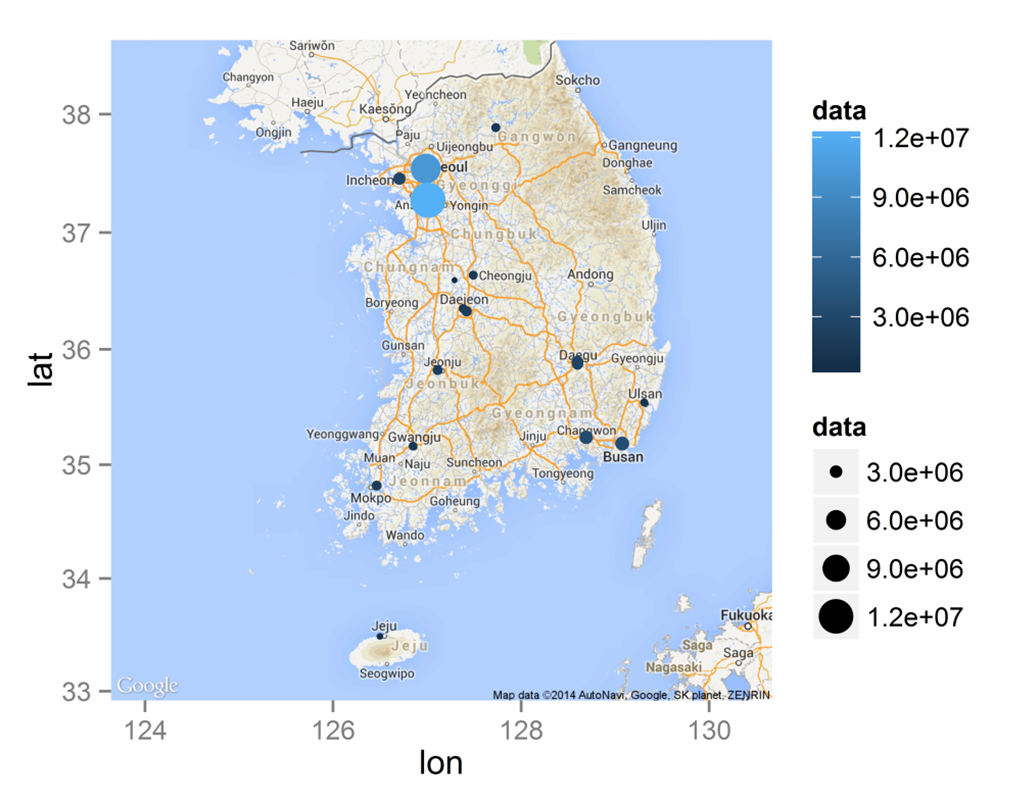 Sariwŏn
Changyon
Sokcho
Yeoncheon
Haeju
Kaesŏng
Ongjin
Paju
Gangwon
Uijeongbu
Gangneung
Donghae
eoul
Incheon
Gyeonggi
Samcheok
An
Yongin
Uljin
Chungbuk
Chungnam
Cheongju
Andong
Boryeong
Daejeon
Gyeongbuk
Gunsan
Jeonju
Daegu
Gyeongju
Jeonbuk
Ulsan
Gyeongnam
Yeonggwang
Gwangju
Jinju
Changwon
Muan
Naju
Suncheon
Busan
Jeonnam
Tongyeong
Mokpo
Goheung
Jindo
Wando
Jeju
Jeju
Seogwipo
Fukuoka
Saga
Saga
Nagasaki
Google
Map data ©2014 AutoNavi, Google, SK planet, ZENRIN
38
37
36
35
34
33
lat
124
126
128
130
lon
data
1.2e+07
9.0e+06
6.0e+06
3.0e+06
data
3.0e+06
6.0e+06
9.0e+06
1.2e+07